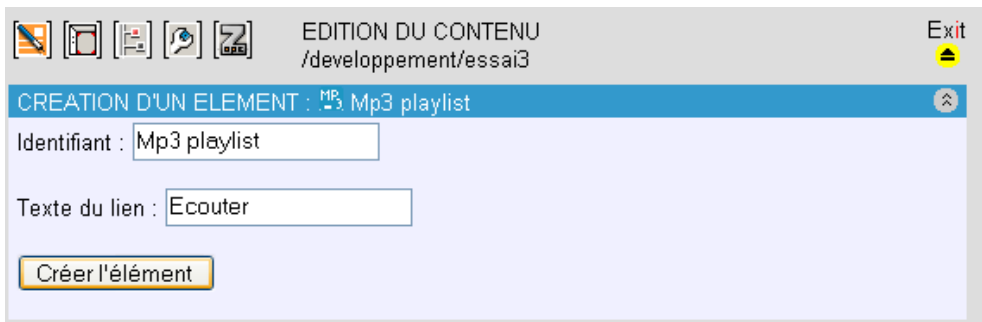 EDITION DU CONTENU
Exit
/developpement/essai3
CREATION D'UN ELEMENT : Mp3 playlist
Identifiant : Mp3 playlist
Texte du lien : Ecouter
Créer l'élément